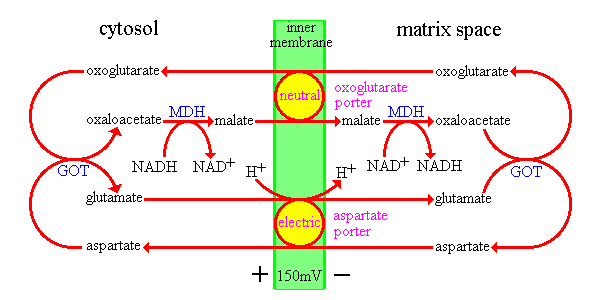 cytosol
inner
membrane
matrix space
oxoglutarate
oxoglutarate
neutral
oxoglutarate
porter
MDH
MDH
oxaloacetate
malate
malate
oxaloacetate
NADH
NAD+
H+
H+
NAD+
NADH
GOT
GOT
glutamate
glutamate
electric
aspartate
porter
aspartate
aspartate
+ 150mV −